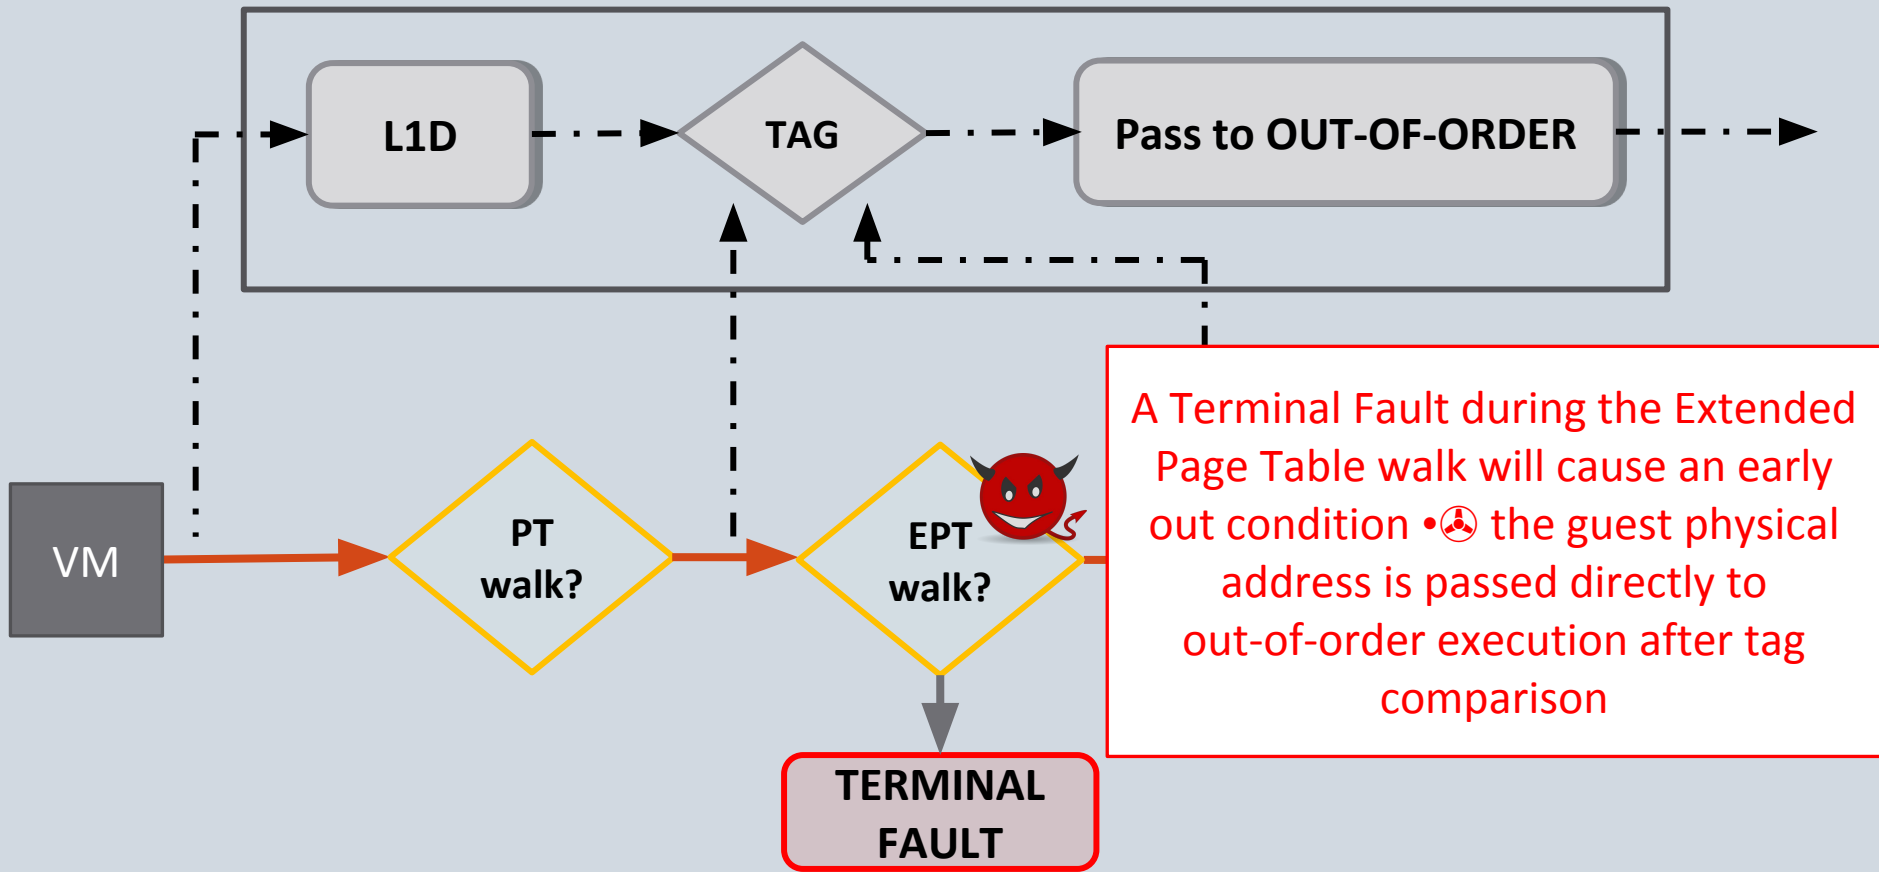 L1D
TAG
Pass to OUT-OF-ORDER
VM
PT
walk?
EPT
walk?
A Terminal Fault during the Extended
Page Table walk will cause an early
out condition •✇ the guest physical
address is passed directly to
out-of-order execution after tag
comparison
TERMINAL
FAULT